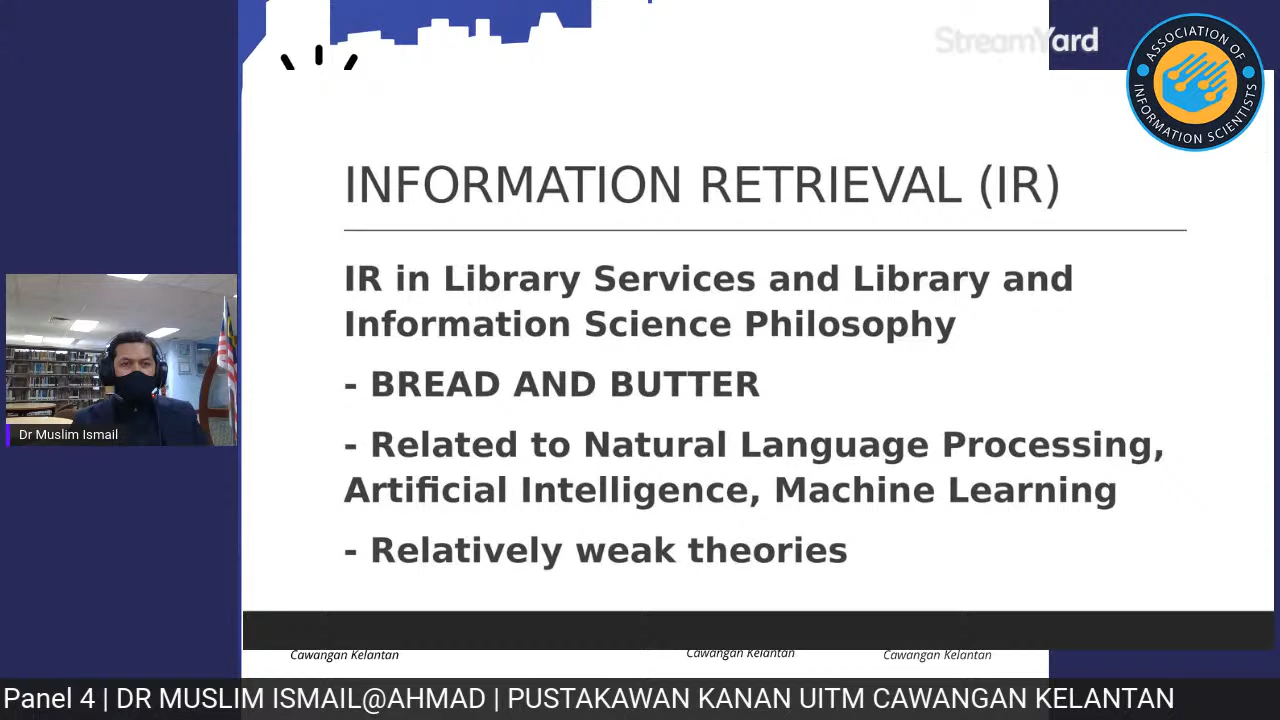 StreamYard
ASSOCIATION OF
INFORMATION SCIENTISTS
INFORMATION RETRIEVAL (IR)
IR in Library Services and Library and
Information Science Philosophy
- BREAD AND BUTTER
- Related to Natural Language Processing,
Artificial Intelligence, Machine Learning
- Relatively weak theories
Dr Muslim Ismail
Cawangan Kelantan
Cawangan Kelantan
Cawangan Kelantan
Panel 4 | DR MUSLIM ISMAIL@AHMAD | PUSTAKAWAN KANAN UITM CAWANGAN KELANTAN